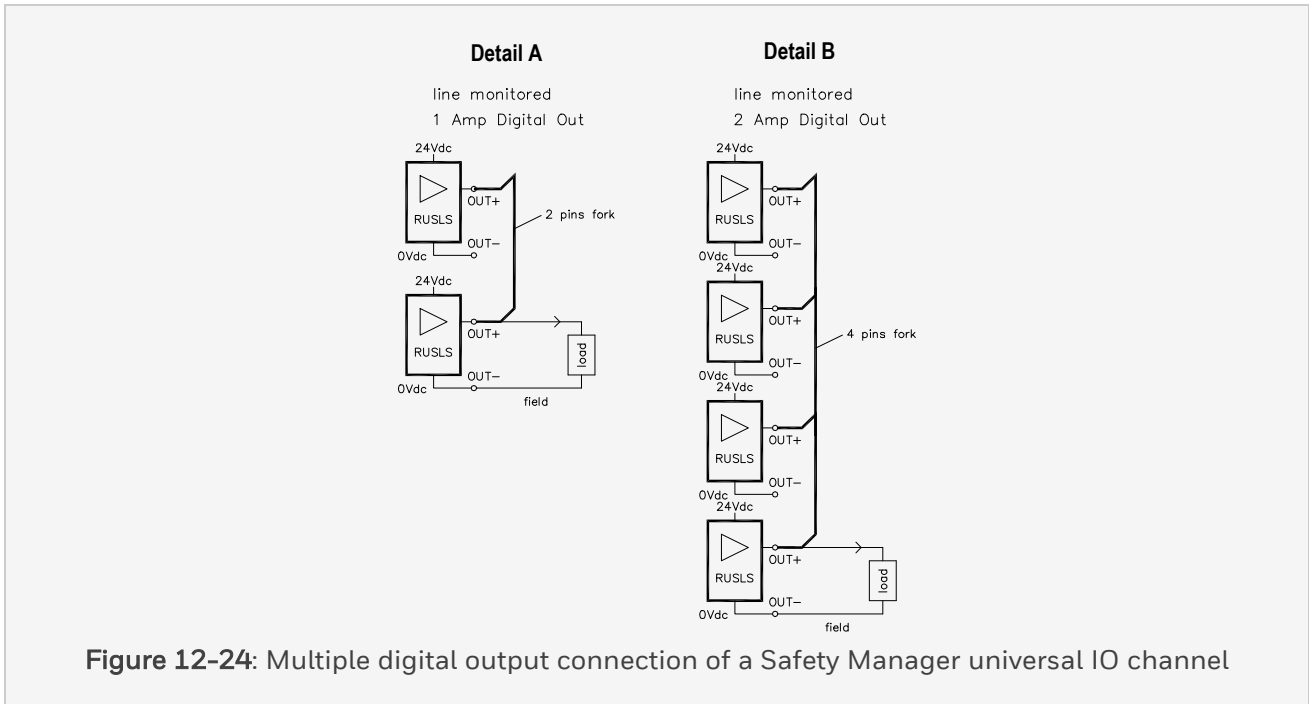 Detail A
line monitored
1 Amp Digital Out
24Vdc
OUT+
RUSLS
2 pins fork
OUT−
0Vdc
24Vdc
OUT+
RUSLS
load
OUT−
0Vdc
field
Detail B
line monitored
2 Amp Digital Out
24Vdc
OUT+
RUSLS
OUT−
0Vdc
24Vdc
OUT+
RUSLS
4 pins fork
OUT−
0Vdc
24Vdc
OUT+
RUSLS
OUT−
0Vdc
24Vdc
OUT+
RUSLS
load
OUT−
0Vdc
field
Figure 12-24: Multiple digital output connection of a Safety Manager universal IO channel